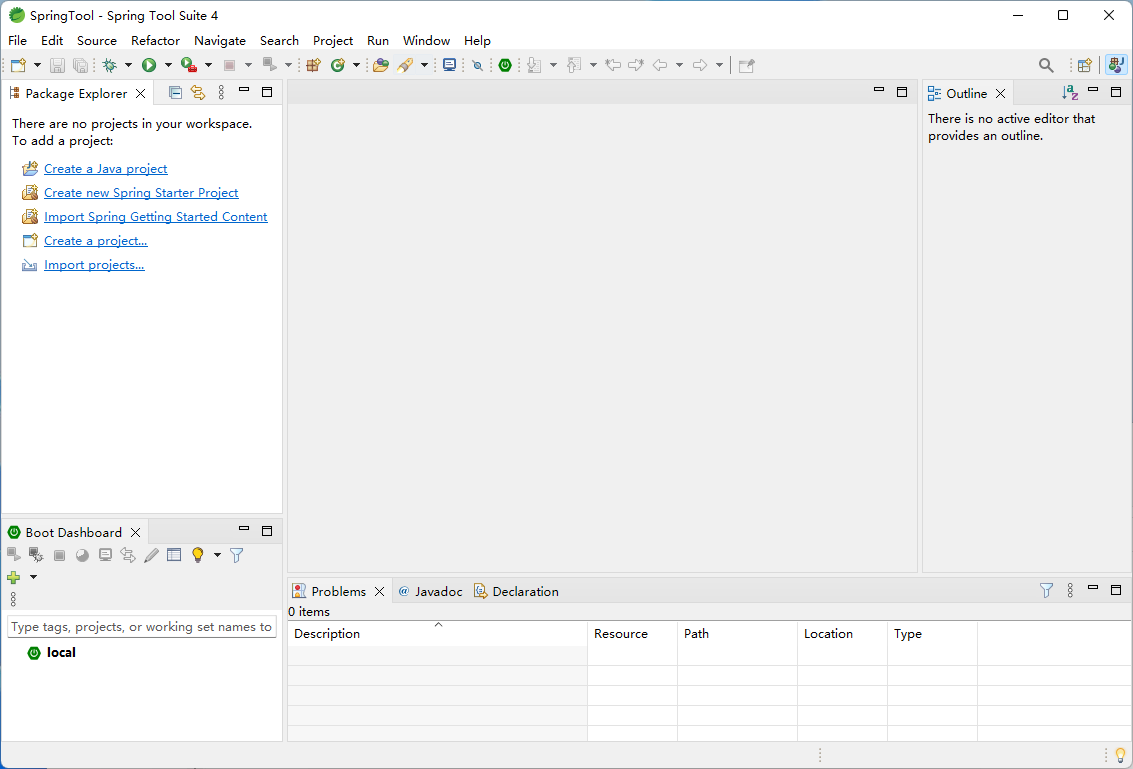 SpringTool - Spring Tool Suite 4
File Edit Source Refactor Navigate Search Project Run Window Help
Package Explorer
There are no projects in your workspace.
To add a project:
Create a Java project
Create new Spring Starter Project
Import Spring Getting Started Content
Create a project...
Import projects...
Outline
There is no active editor that
provides an outline.
Boot Dashboard
Type tags, projects, or working set names to
local
Problems @ Javadoc Declaration
0 items
Description Resource Path Location Type